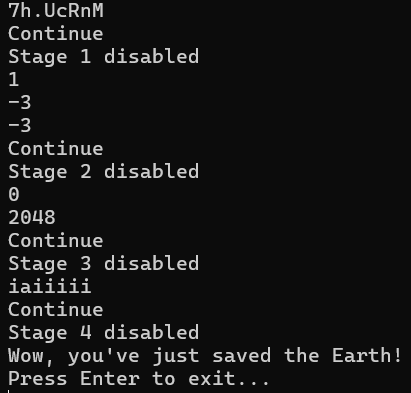 7h.UcRnM
Continue
Stage 1 disabled
1
-3
-3
Continue
Stage 2 disabled
0
2048
Continue
Stage 3 disabled
iaiiiii
Continue
Stage 4 disabled
Wow, you've just saved the Earth!
Press Enter to exit...